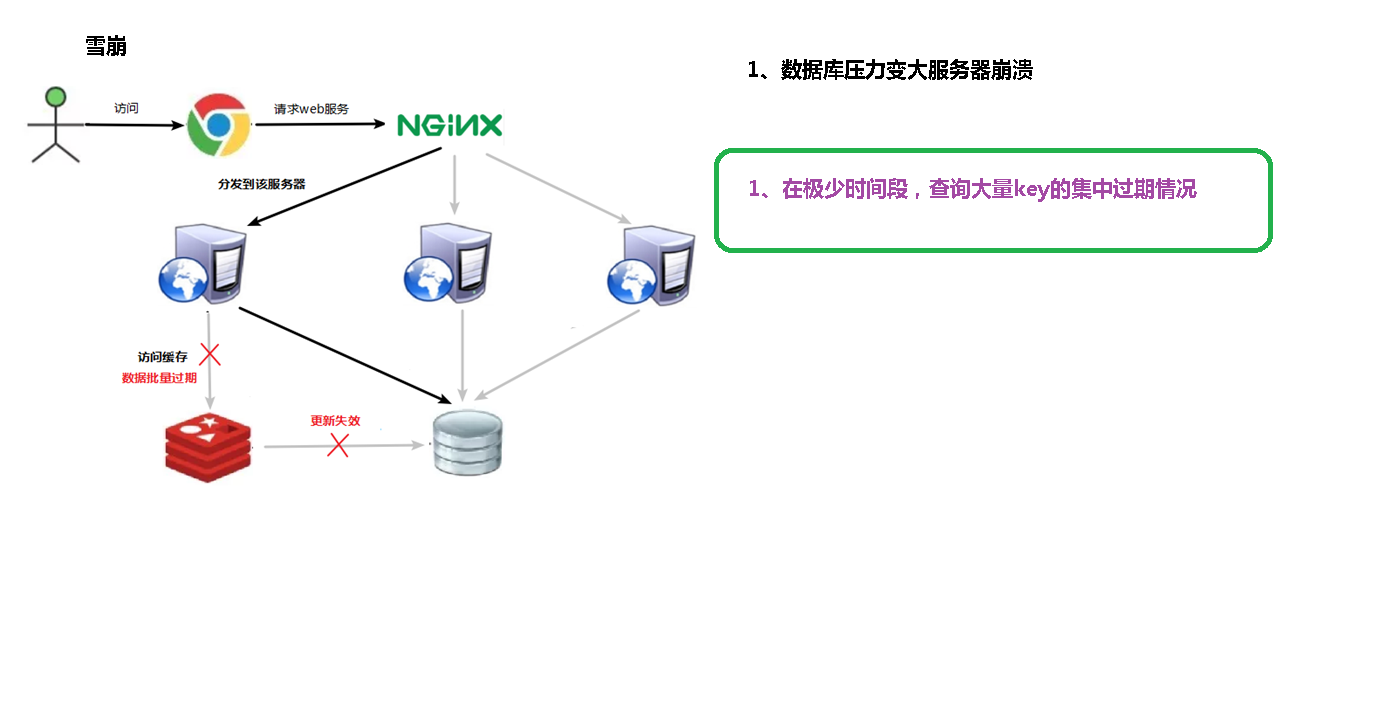 雪崩
1、数据库压力变大服务器崩溃
访问
请求web服务
NGiNX
1、在极少时间段，查询大量key的集中过期情况
分发到该服务器
访问缓存
数据批量过期
更新失效